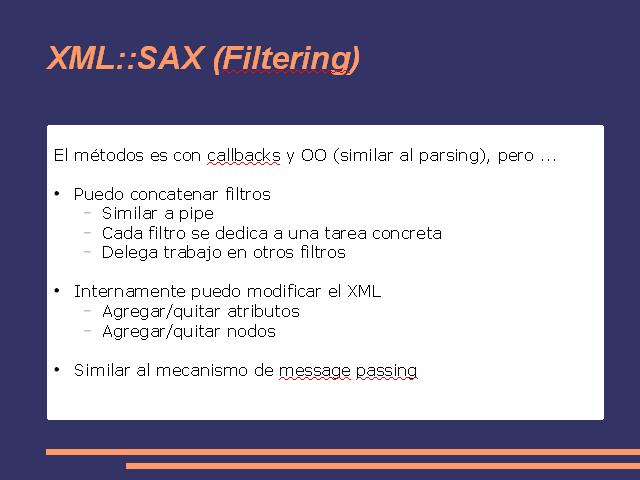 XML::SAX (Filtering)
El métodos es con callbacks y OO (similar al parsing), pero ...
• Puedo concatenar filtros
– Similar a pipe
– Cada filtro se dedica a una tarea concreta
– Delega trabajo en otros filtros
• Internamente puedo modificar el XML
– Agregar/quitar atributos
– Agregar/quitar nodos
• Similar al mecanismo de message passing